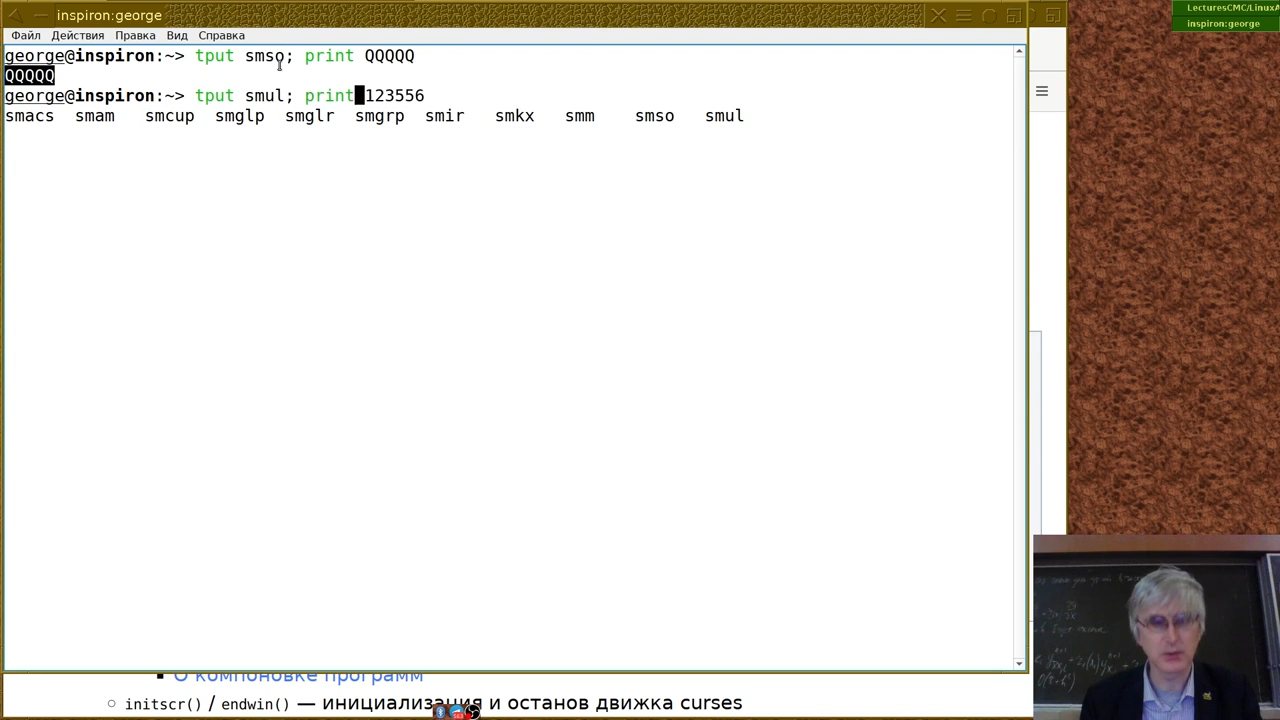 inspiron:george
Файл Действия Правка Вид Справка
george@inspiron:~> tput smso; print QQQQQ
QQQQQ
george@inspiron:~> tput smul; print 123556
smacs smam smcup smglp smglr smgrp smir smkx smm smso smul
LecturesCMC/LinuxA
inspiron:george
О компоновке программ
initscr() / endwin() — инициализация и останов движка curses